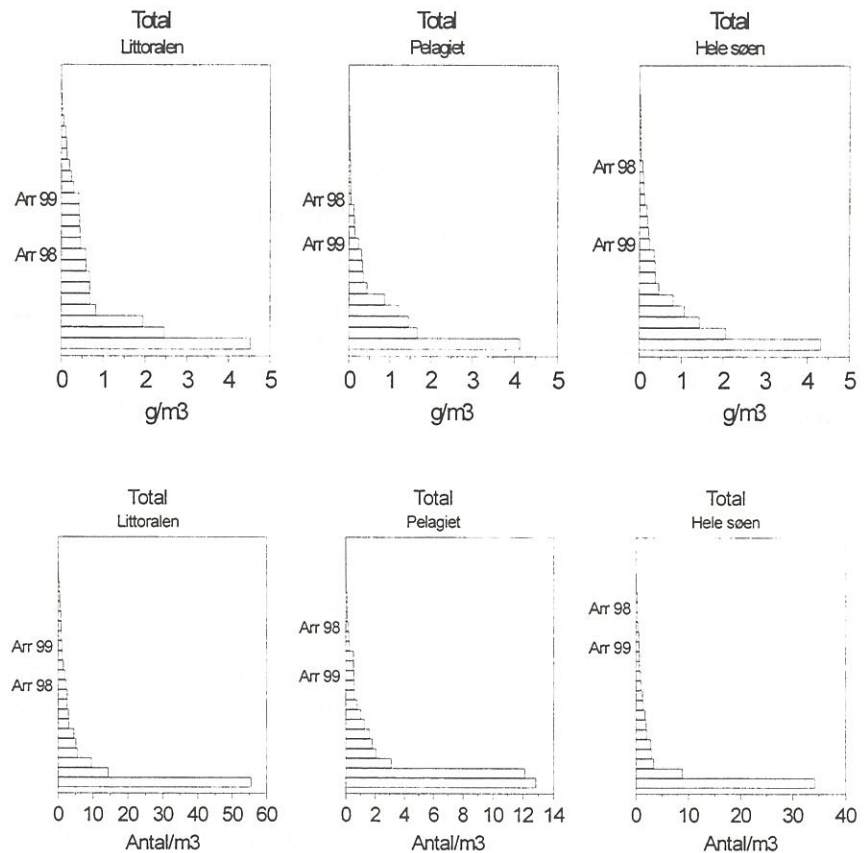 Total Total Total
Littoralen Pelagiet Hele søen
Arr 98
Arr 99 Arr 98
Arr 99 Arr 99
Arr 98
0 1 2 3 4 5 0 1 2 3 4 5 0 1 2 3 4 5
g/m3 g/m3 g/m3
Total Total Total
Littoralen Pelagiet Hele søen
Arr 98
Arr 98
Arr 99 Arr 99
Arr 99
Arr 98
0 10 20 30 40 50 60 0 2 4 6 8 10 12 14 0 10 20 30 40
Antal/m3 Antal/m3 Antal/m3